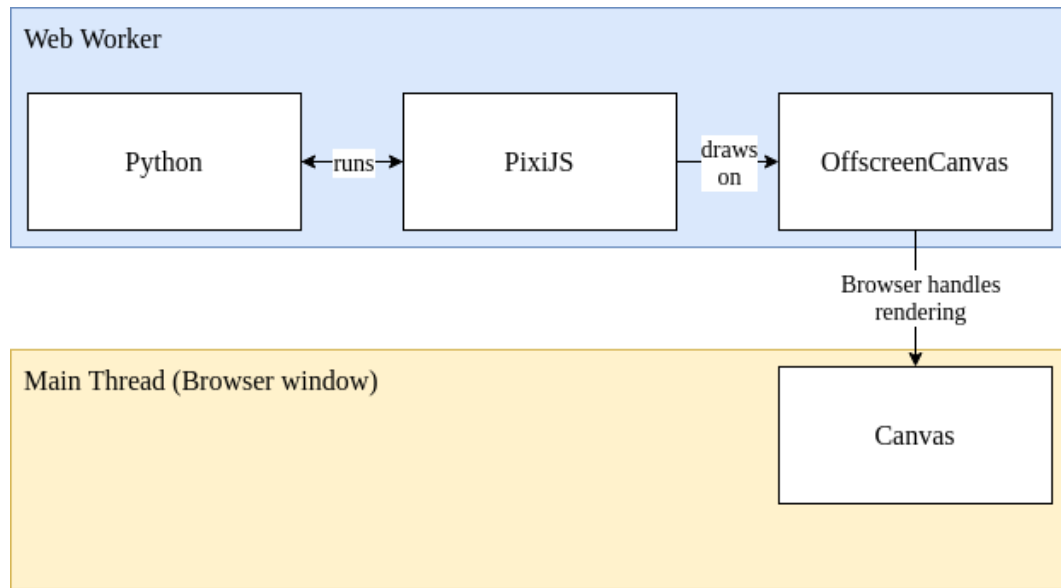 Web Worker
Python
runs
PixiJS
draws
on
OffscreenCanvas
Browser handles
rendering
Main Thread (Browser window)
Canvas